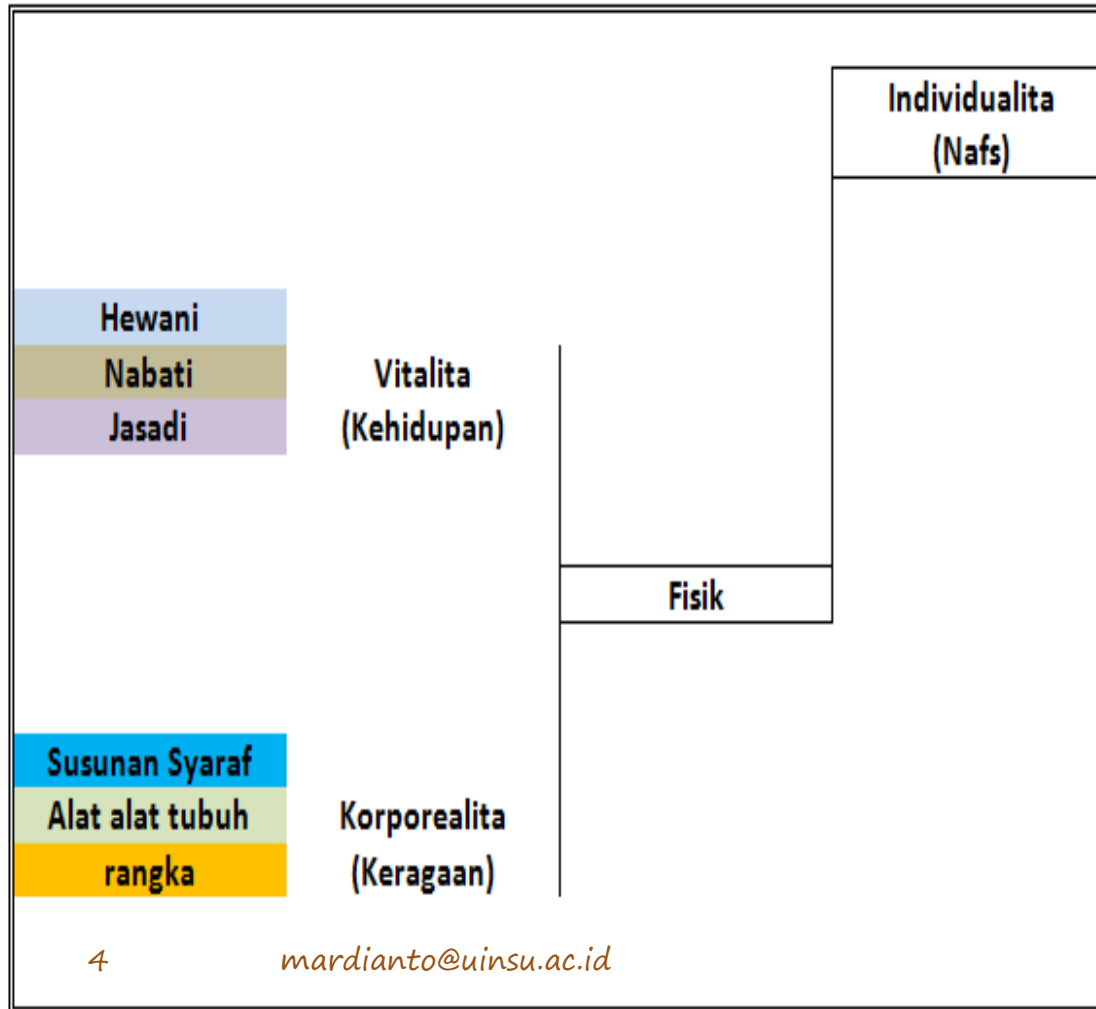 Individualita
(Nafs)
Hewani
Nabati
Jasadi
Vitalita
(Kehidupan)
Fisik
Susunan Syaraf
Alat alat tubuh
rangka
Korporealita
(Keragaan)
4 mardianto@uinsu.ac.id